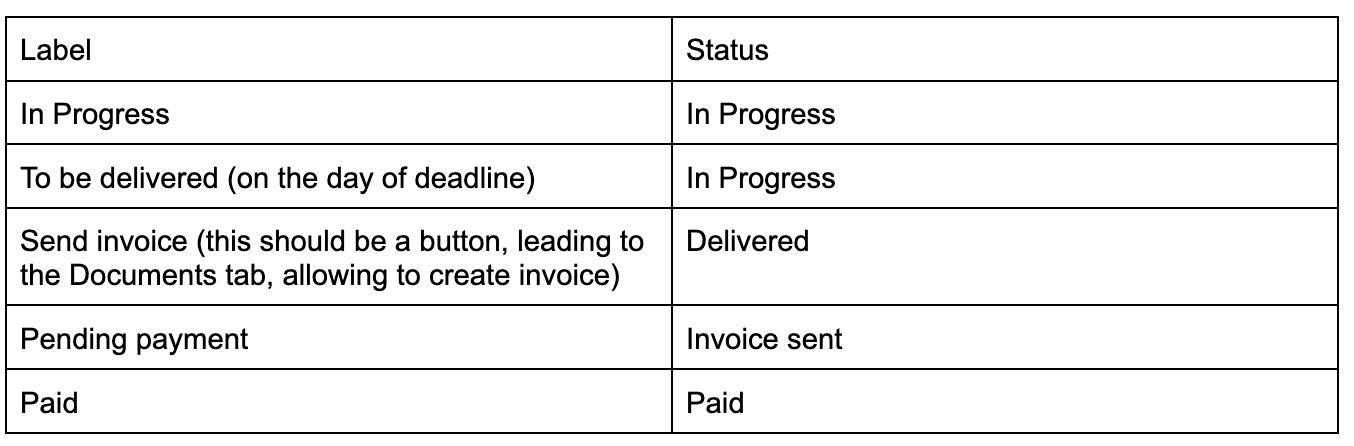 Label
Status
In Progress
In Progress
To be delivered (on the day of deadline)
In Progress
Send invoice (this should be a button, leading to
the Documents tab, allowing to create invoice)
Delivered
Pending payment
Invoice sent
Paid
Paid